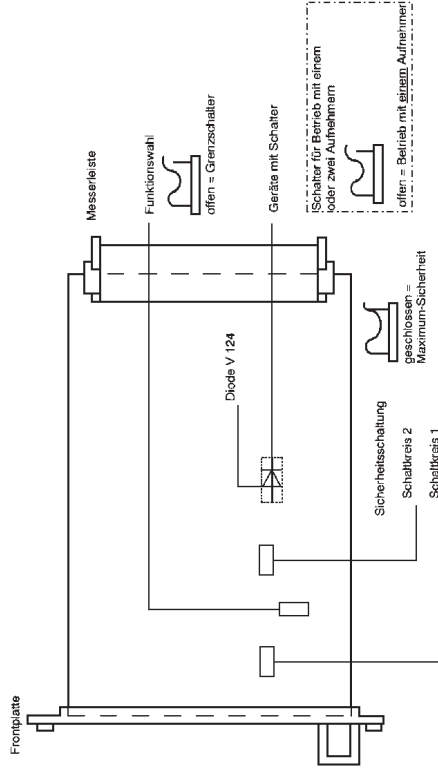 Frontplatte
Messerleiste
Funktionswahl
offen = Grenzschalter
Diode V 124
Geräte mit Schalter
Schalter für Betrieb mit einem
oder zwei Aufnehmern
offen = Betrieb mit einem Aufnehmer
geschlossen =
Maximum-Sicherheit
Sicherheitsschaltung
Schaltkreis 2
Schaltkreis 1